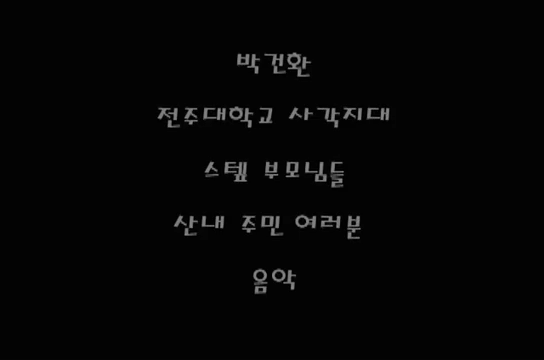 박건환
전주대학교 사각지대
스텦 부모님들
산내 주민 여러분
음악